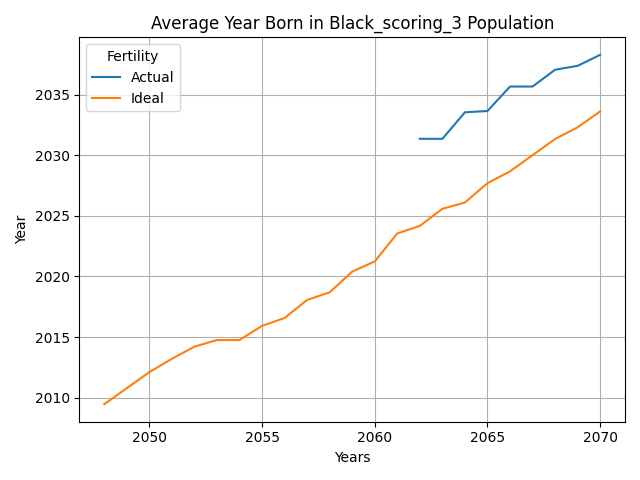 Average Year Born in Black_scoring_3 Population
Fertility
Actual
Ideal
Year
2035
2030
2025
2020
2015
2010
2050 2055 2060 2065 2070
Years